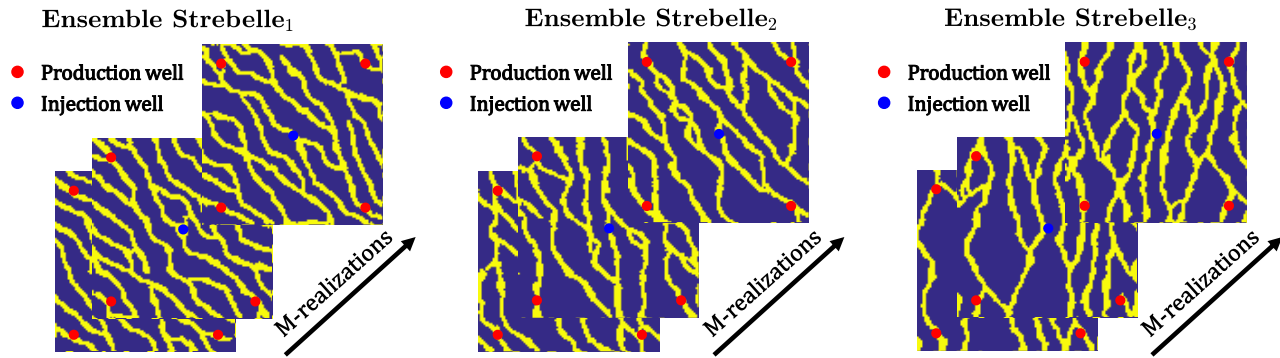 Ensemble Strebelle₁
Production well
Injection well
M-realizations
Ensemble Strebelle₂
Production well
Injection well
M-realizations
Ensemble Strebelle₃
Production well
Injection well
M-realizations